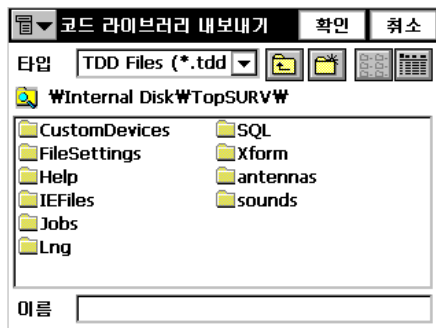 코드 라이브러리 내보내기 확인 취소
타입 TDD Files (*.tdd
₩Internal Disk₩TopSURV₩
CustomDevices SQL
FileSettings Xform
Help antennas
IEFiles sounds
Jobs
Lng
이름